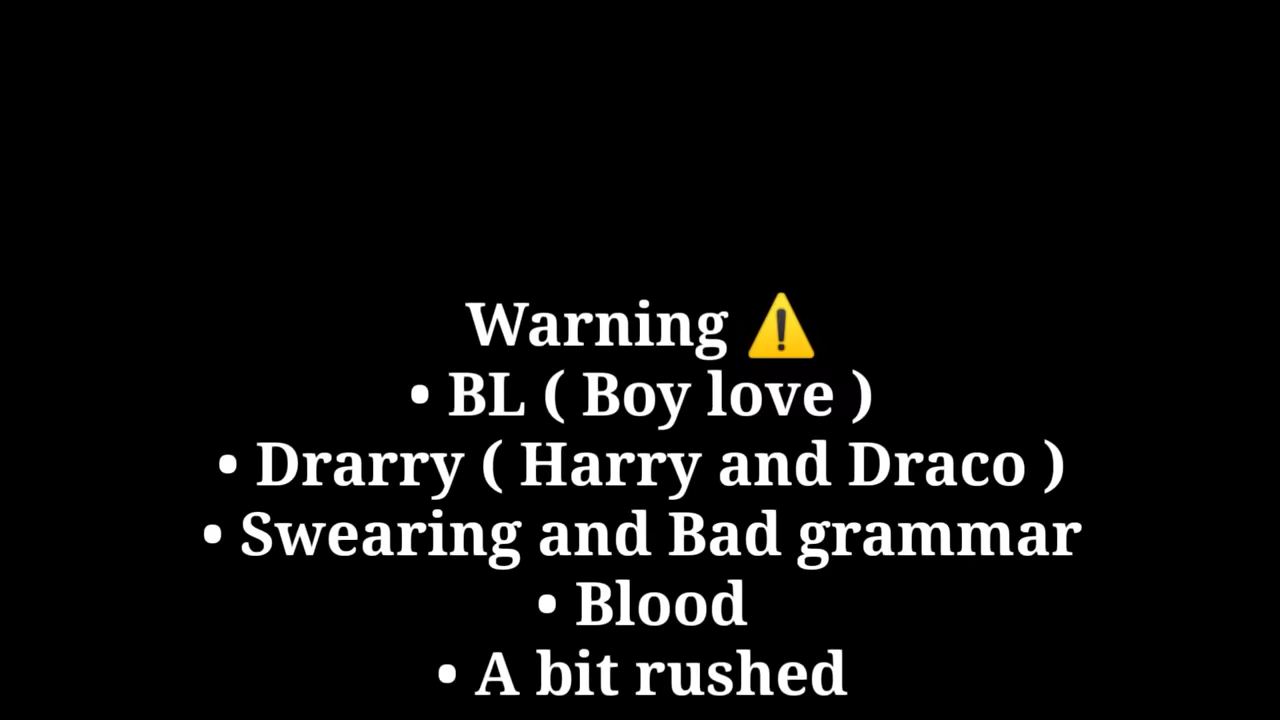 Warning ⚠️
• BL ( Boy love )
• Drarry ( Harry and Draco )
• Swearing and Bad grammar
• Blood
• A bit rushed